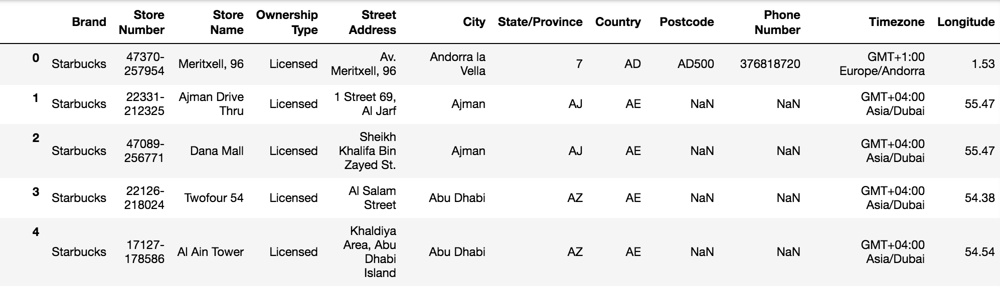 Brand Store Number Store Name Ownership Type Street Address City State/Province Country Postcode Phone Number Timezone Longitude
0 Starbucks 47370-257954 Meritxell, 96 Licensed Av. Meritxell, 96 Andorra la Vella 7 AD AD500 376818720 GMT+1:00 Europe/Andorra 1.53
1 Starbucks 22331-212325 Ajman Drive Thru Licensed 1 Street 69, Al Jarf Ajman AJ AE NaN NaN GMT+04:00 Asia/Dubai 55.47
2 Starbucks 47089-256771 Dana Mall Licensed Sheikh Khalifa Bin Zayed St. Ajman AJ AE NaN NaN GMT+04:00 Asia/Dubai 55.47
3 Starbucks 22126-218024 Twofour 54 Licensed Al Salam Street Abu Dhabi AZ AE NaN NaN GMT+04:00 Asia/Dubai 54.38
4 Starbucks 17127-178586 Al Ain Tower Licensed Khaldiya Area, Abu Dhabi Island Abu Dhabi AZ AE NaN NaN GMT+04:00 Asia/Dubai 54.54